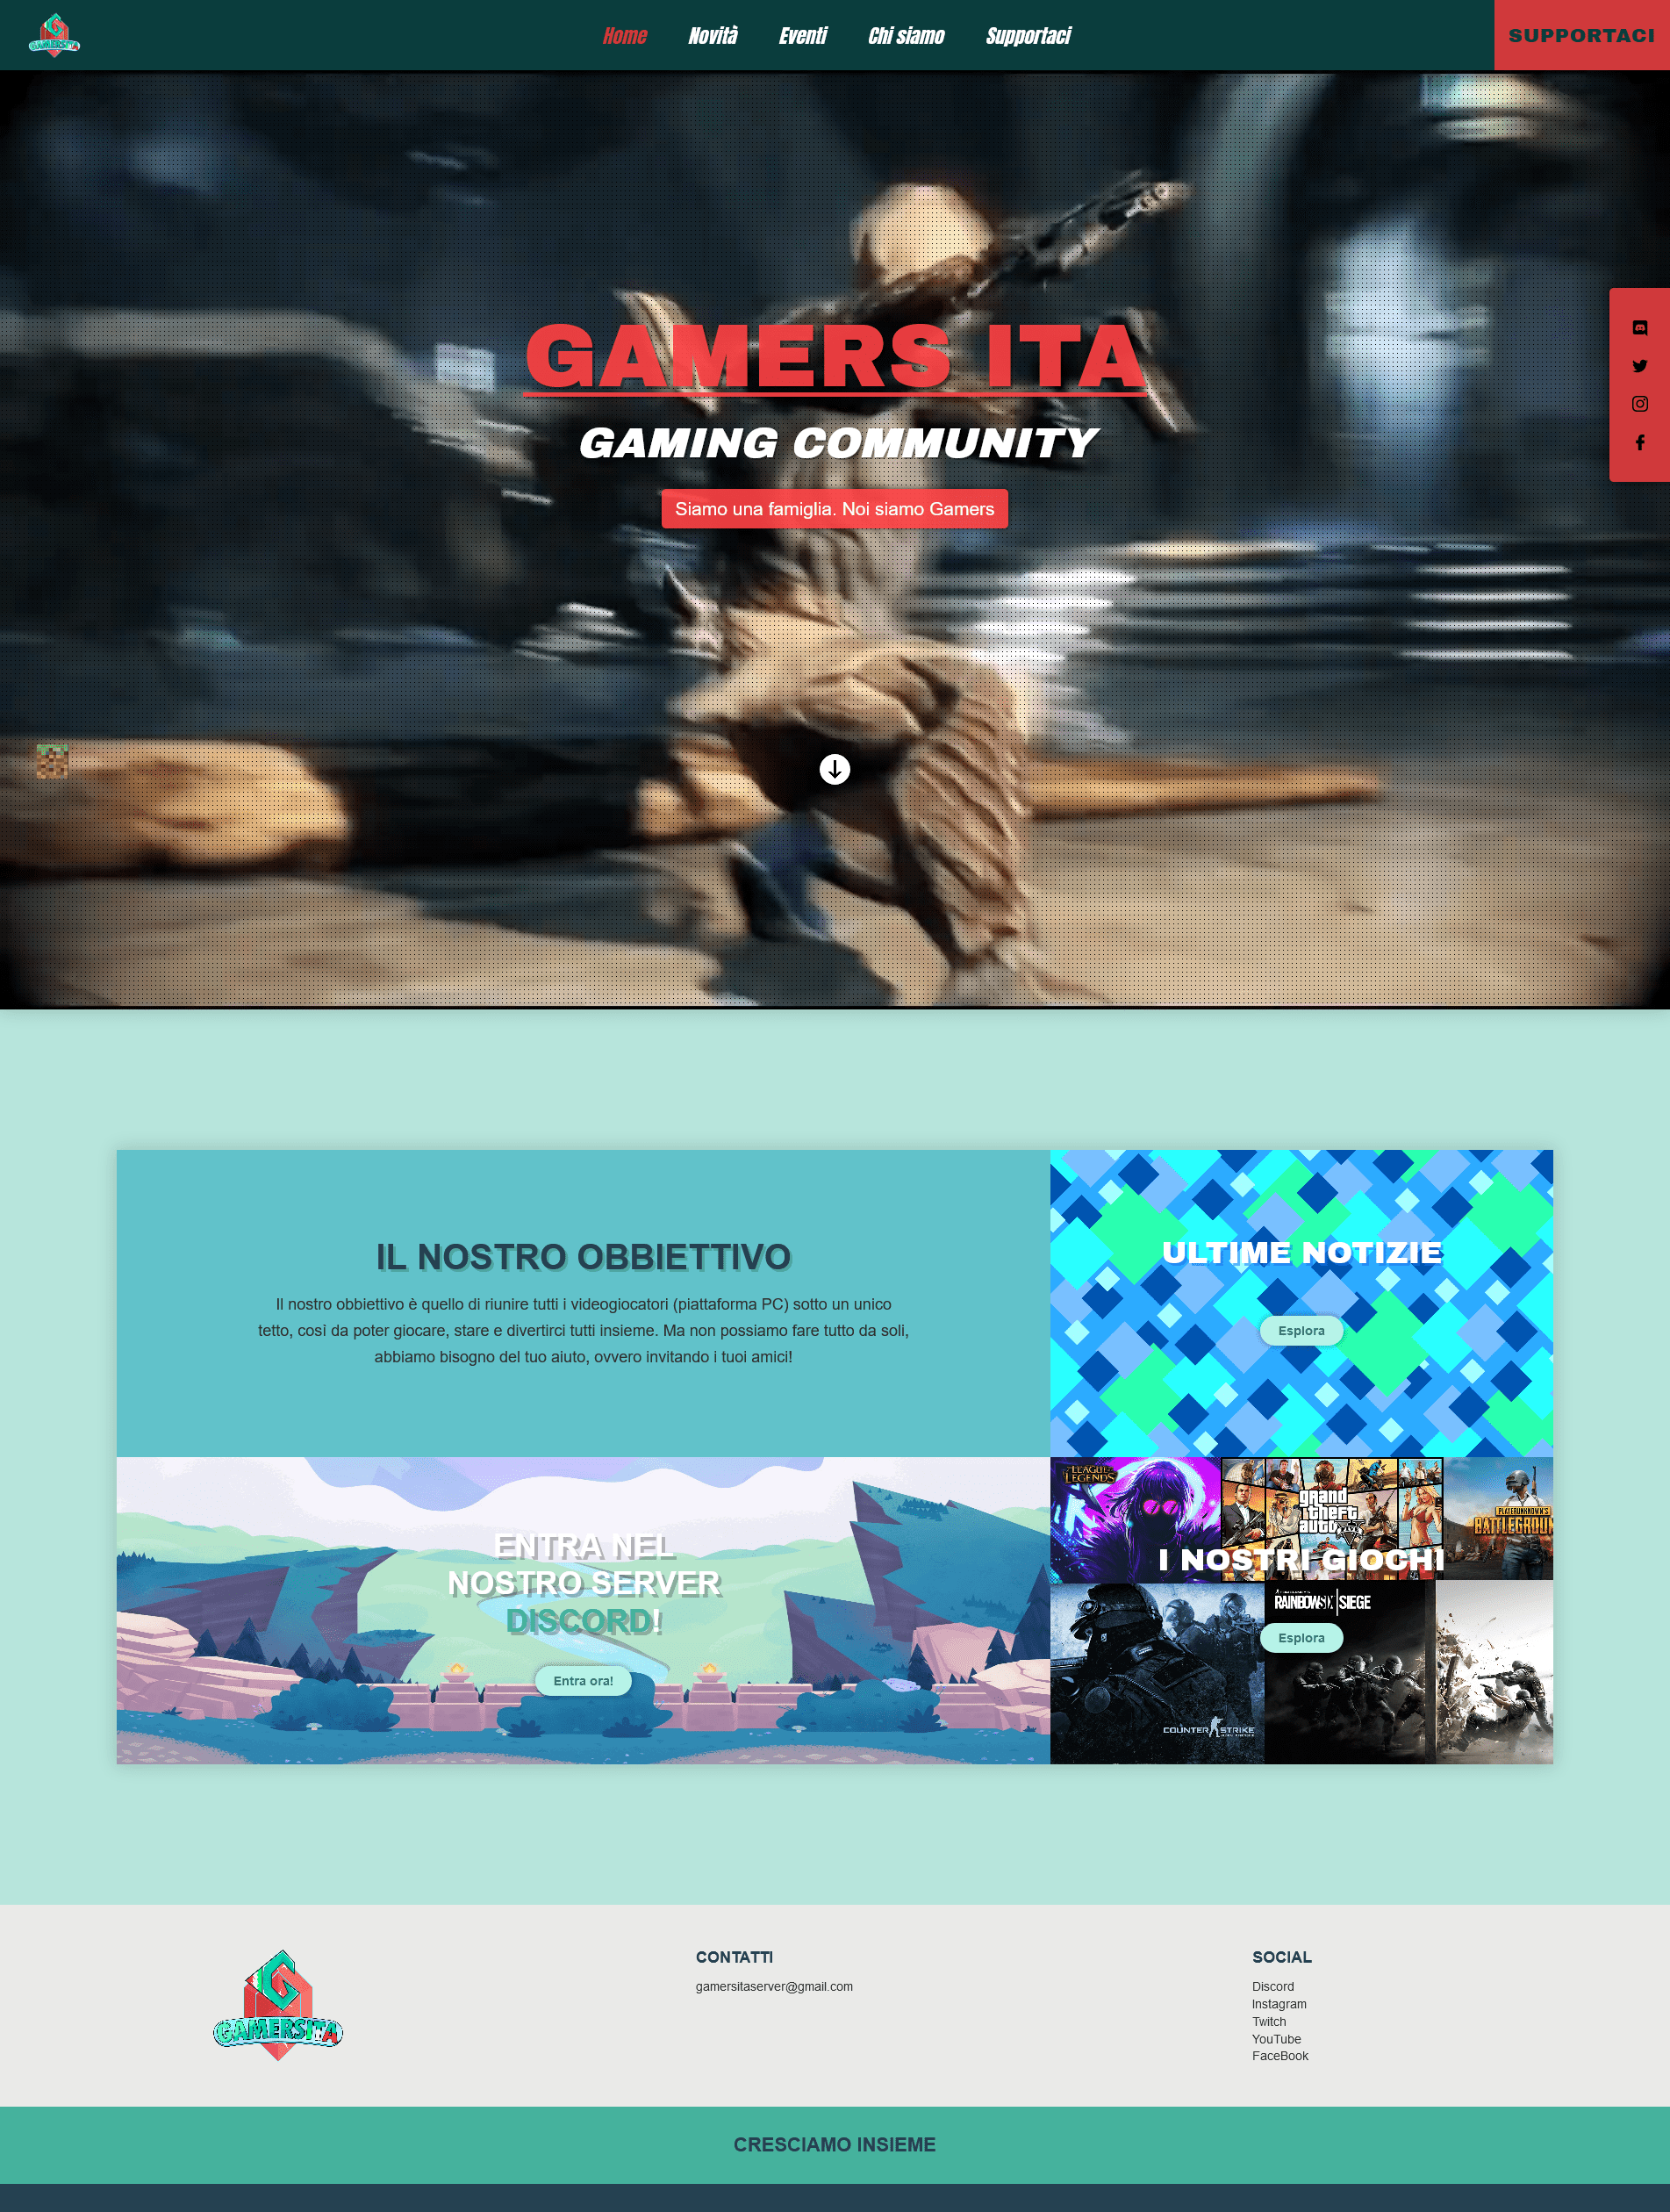 GAMERSITA
Home
Novità
Eventi
Chi siamo
Supportaci
SUPPORTACI
GAMERS ITA
GAMING COMMUNITY
Siamo una famiglia. Noi siamo Gamers
IL NOSTRO OBBIETTIVO
Il nostro obbiettivo è quello di riunire tutti i videogiocatori (piattaforma PC) sotto un unico
tetto, così da poter giocare, stare e divertirci tutti insieme. Ma non possiamo fare tutto da soli,
abbiamo bisogno del tuo aiuto, ovvero invitando i tuoi amici!
ULTIME NOTIZIE
Esplora
ENTRA NEL
NOSTRO SERVER
DISCORD!
Entra ora!
LEAGUE
LEGENDS
grand
theft
auto
V
PLAYERUNKNOWN'S
BATTLEGROUN
I NOSTRI GIOCHI
RAINBOWSIX SIEGE
Esplora
COUNTER STRIKE
GAMERSITA
CONTATTI
gamersitaserver@gmail.com
SOCIAL
Discord
Instagram
Twitch
YouTube
FaceBook
CRESCIAMO INSIEME